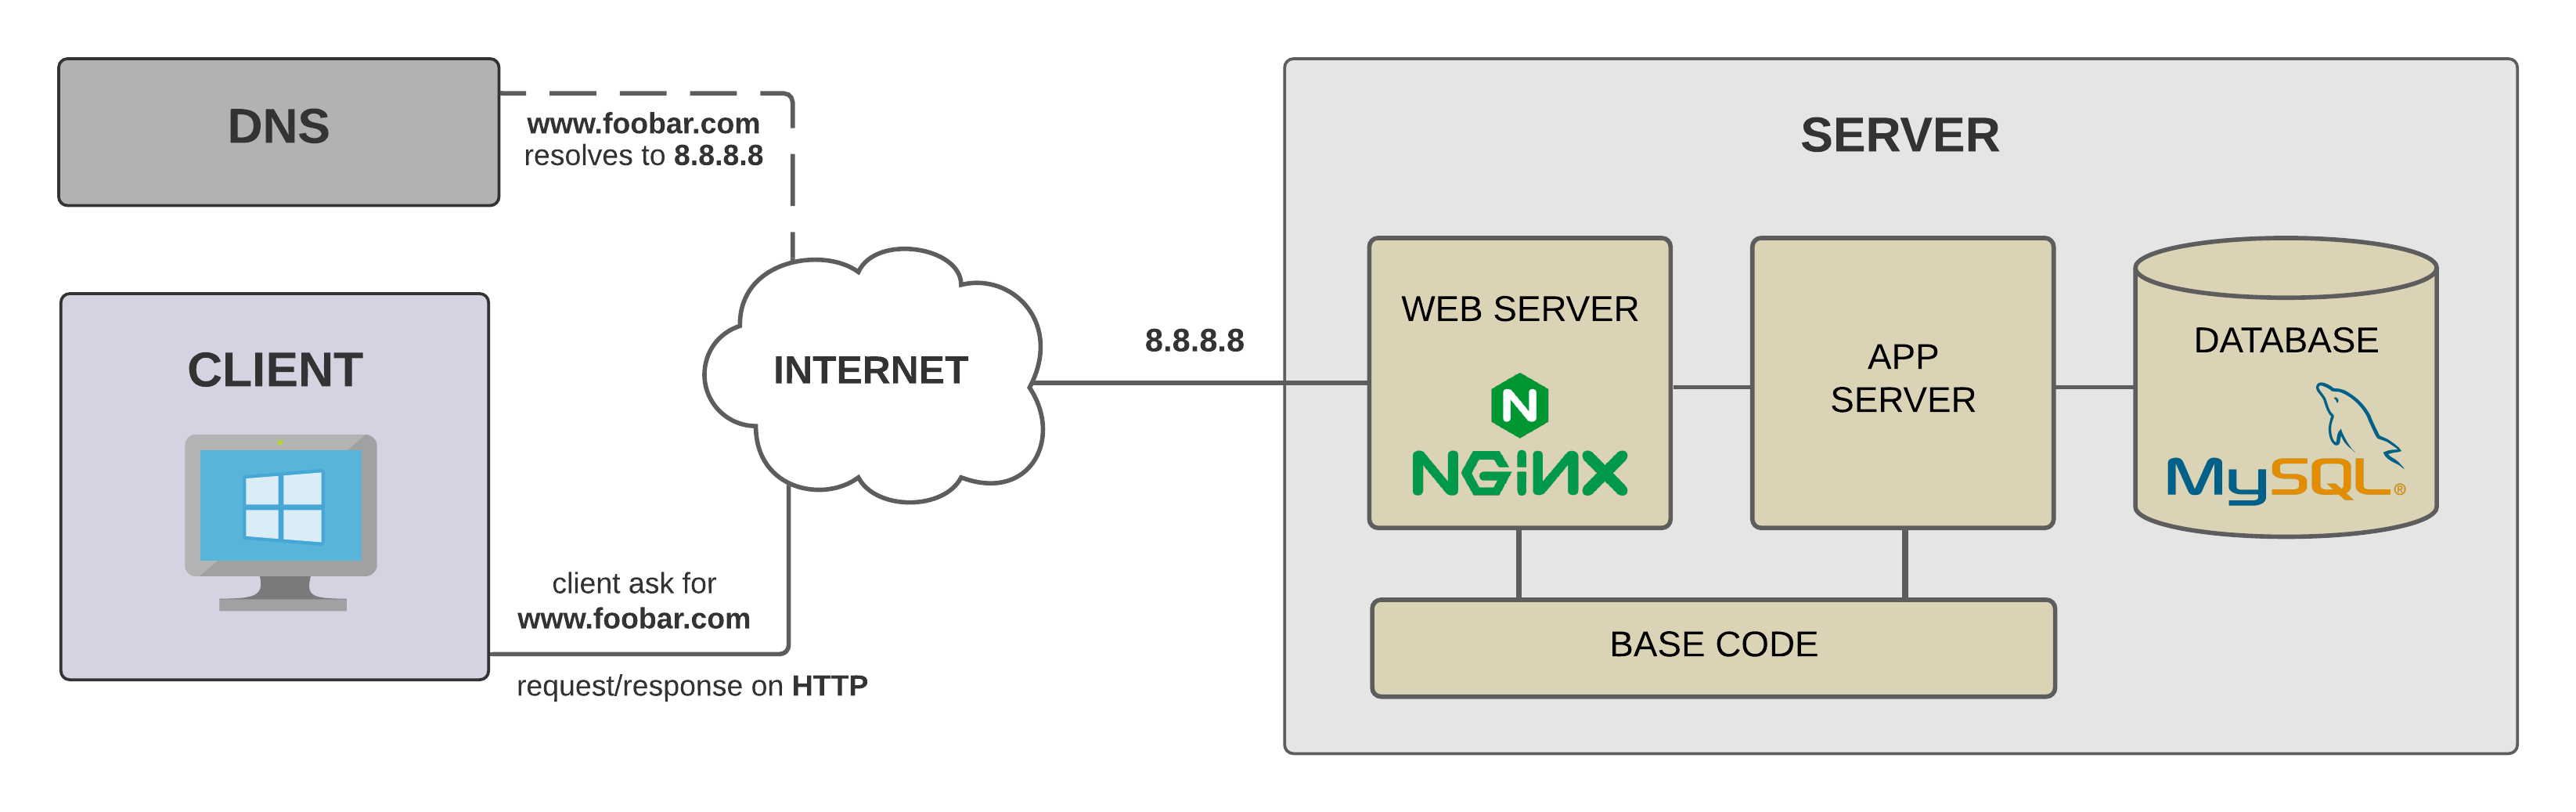 DNS
www.foobar.com
resolves to 8.8.8.8
CLIENT
client ask for
www.foobar.com
request/response on HTTP
INTERNET
8.8.8.8
SERVER
WEB SERVER
N
NGiNX
APP
SERVER
DATABASE
MySQL®
BASE CODE